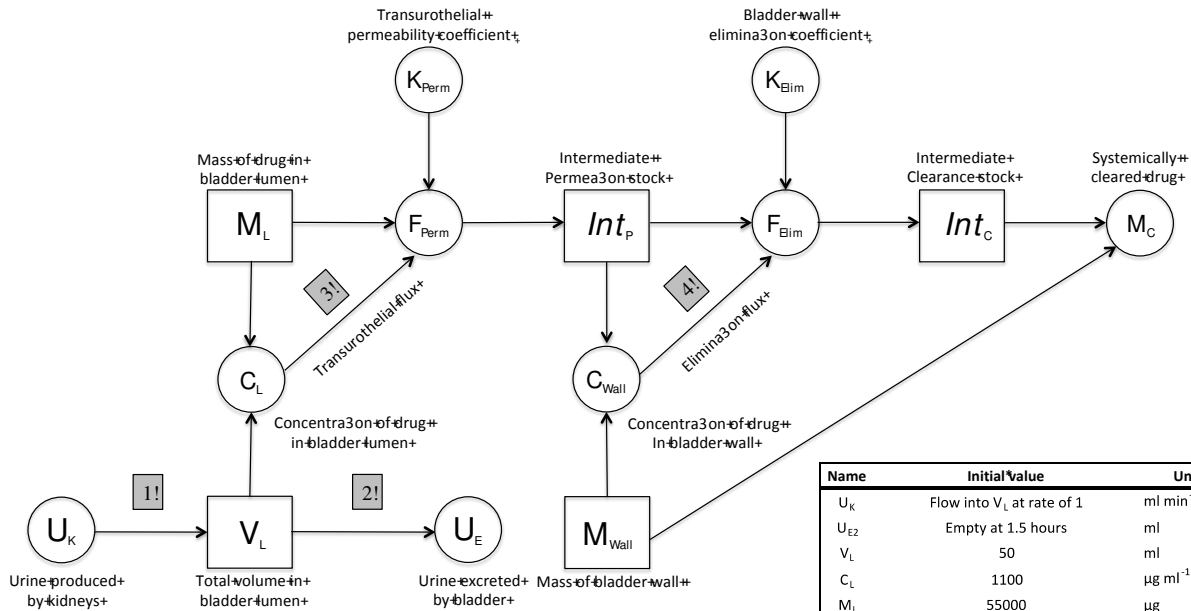 Transurothelial++
permeability+coefficient+‡
Bladder+wall+
elimina3on+coefficient+‡
K Perm
K Elim
Mass+of+drug+in+
bladder+lumen+
Intermediate++
Permea3on+stock+
Intermediate+
Clearance+stock+
Systemically++
cleared+drug+
M L
F Perm
Int P
F Elim
Int C
M C
3!
4!
Transurothelial+flux+
Elimina3on+flux+
C L
C Wall
Concentra3on+of+drug++
in+bladder+lumen+
Concentra3on+of+drug++
In+bladder+wall+
1!
2!
U K
V L
U E
M Wall
Urine+produced+
by+kidneys+
Total+volume+in+
bladder+lumen+
Urine+excreted
by+bladder+
Mass+of+bladder+wall++
Name Initial*value Un
U K Flow into V L at rate of 1 ml min⁻
U E2 Empty at 1.5 hours ml
V L 50 ml
C L 1100 µg ml⁻¹
M L 55000 µg